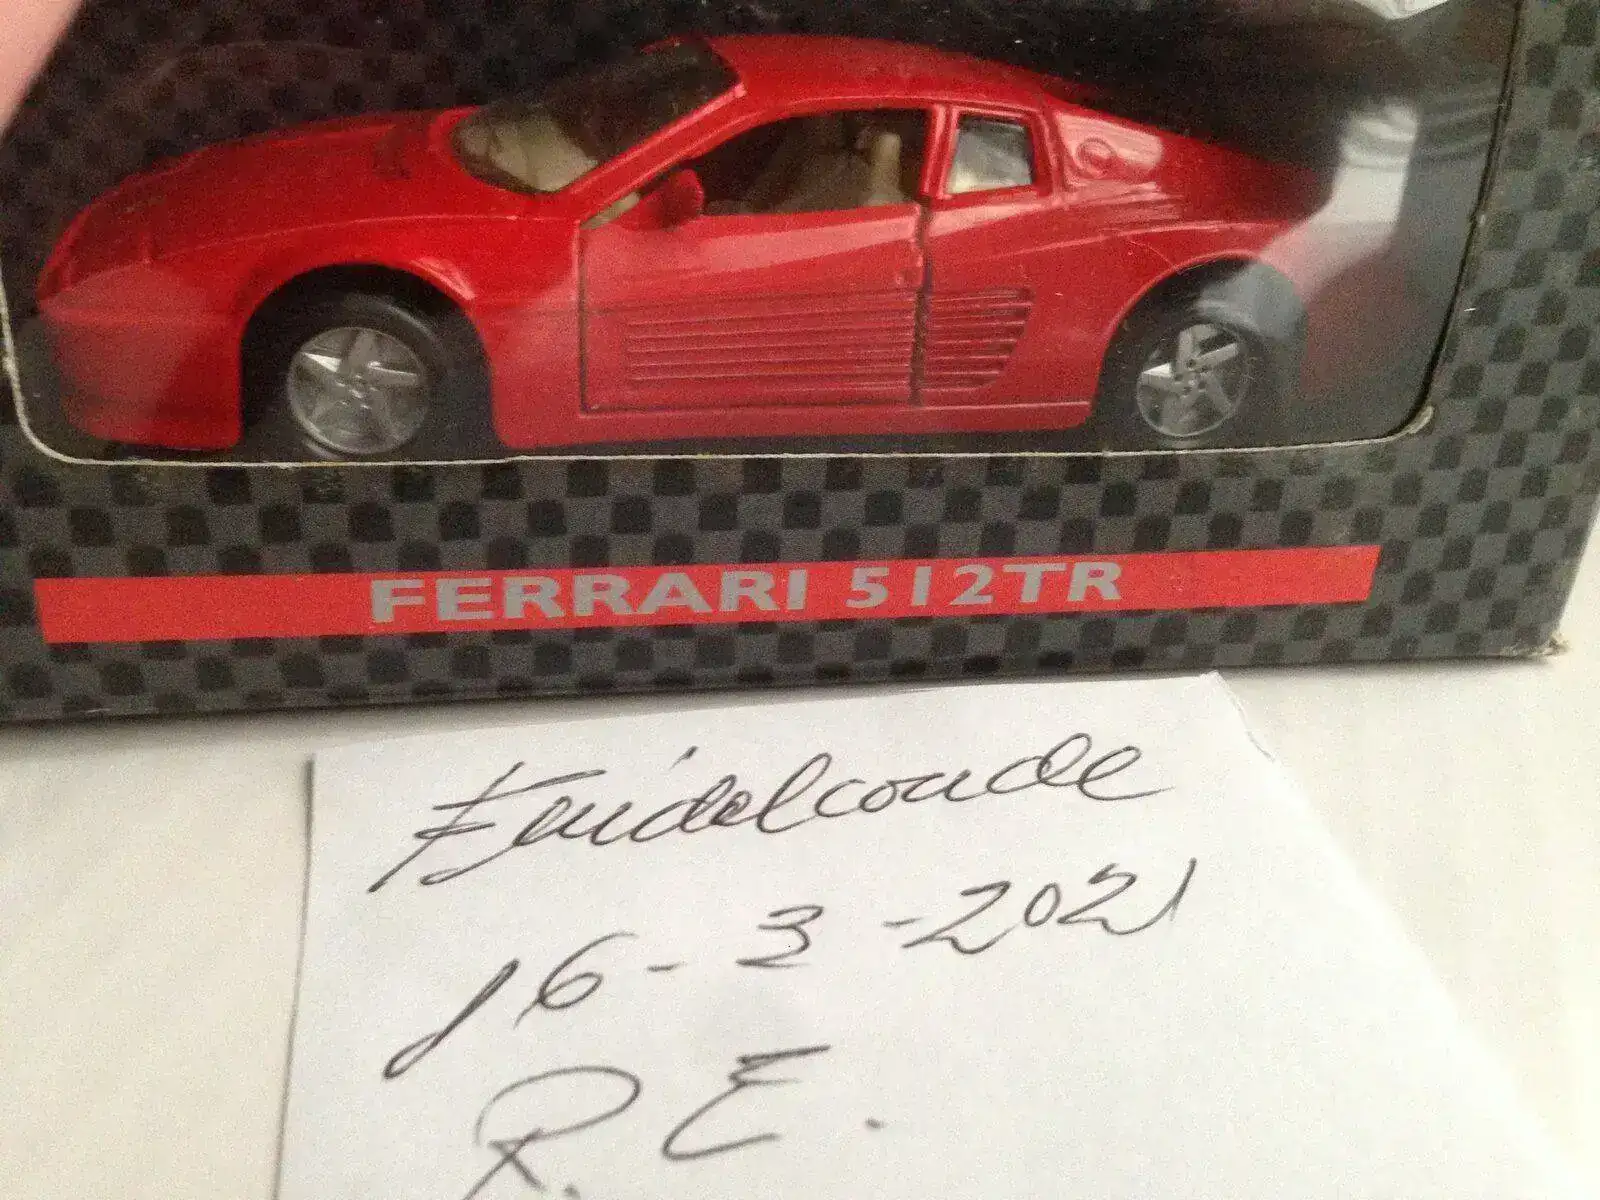 FERRARI 512TR
16-3-2021
R. E.